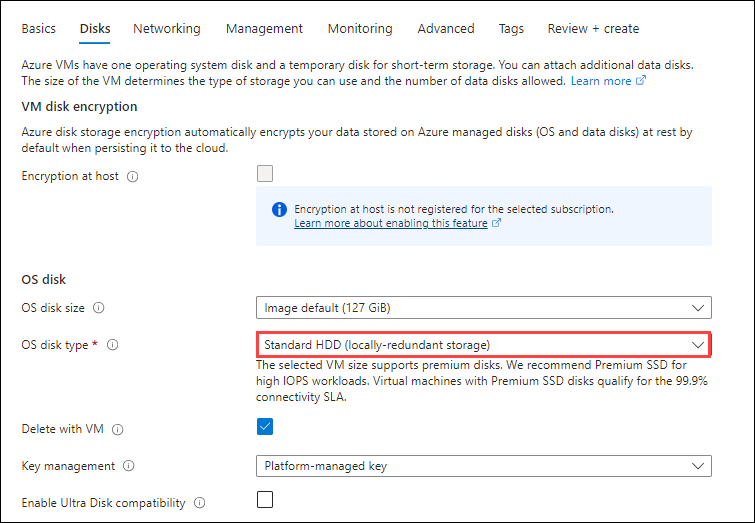 Basics Disks Networking Management Monitoring Advanced Tags Review + create
Azure VMs have one operating system disk and a temporary disk for short-term storage. You can attach additional data disks.
The size of the VM determines the type of storage you can use and the number of data disks allowed. Learn more
VM disk encryption
Azure disk storage encryption automatically encrypts your data stored on Azure managed disks (OS and data disks) at rest by
default when persisting it to the cloud.
Encryption at host
Encryption at host is not registered for the selected subscription.
Learn more about enabling this feature
OS disk
OS disk size Image default (127 GiB)
OS disk type * Standard HDD (locally-redundant storage)
The selected VM size supports premium disks. We recommend Premium SSD for
high IOPS workloads. Virtual machines with Premium SSD disks qualify for the 99.9%
connectivity SLA.
Delete with VM
Key management Platform-managed key
Enable Ultra Disk compatibility